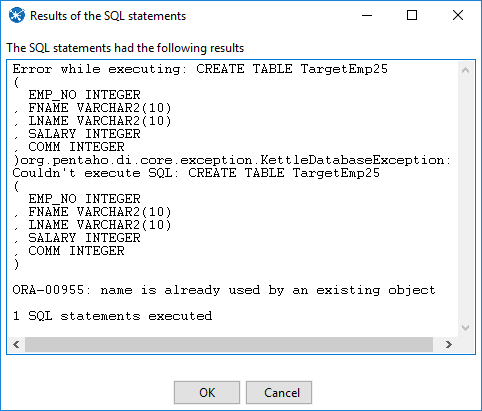 Results of the SQL statements
The SQL statements had the following results
Error while executing: CREATE TABLE TargetEmp25
(
  EMP_NO INTEGER
, FNAME VARCHAR2(10)
, LNAME VARCHAR2(10)
, SALARY INTEGER
, COMM INTEGER
)org.pentaho.di.core.exception.KettleDatabaseException:
Couldn't execute SQL: CREATE TABLE TargetEmp25
(
  EMP_NO INTEGER
, FNAME VARCHAR2(10)
, LNAME VARCHAR2(10)
, SALARY INTEGER
, COMM INTEGER
)

ORA-00955: name is already used by an existing object

1 SQL statements executed
OK Cancel